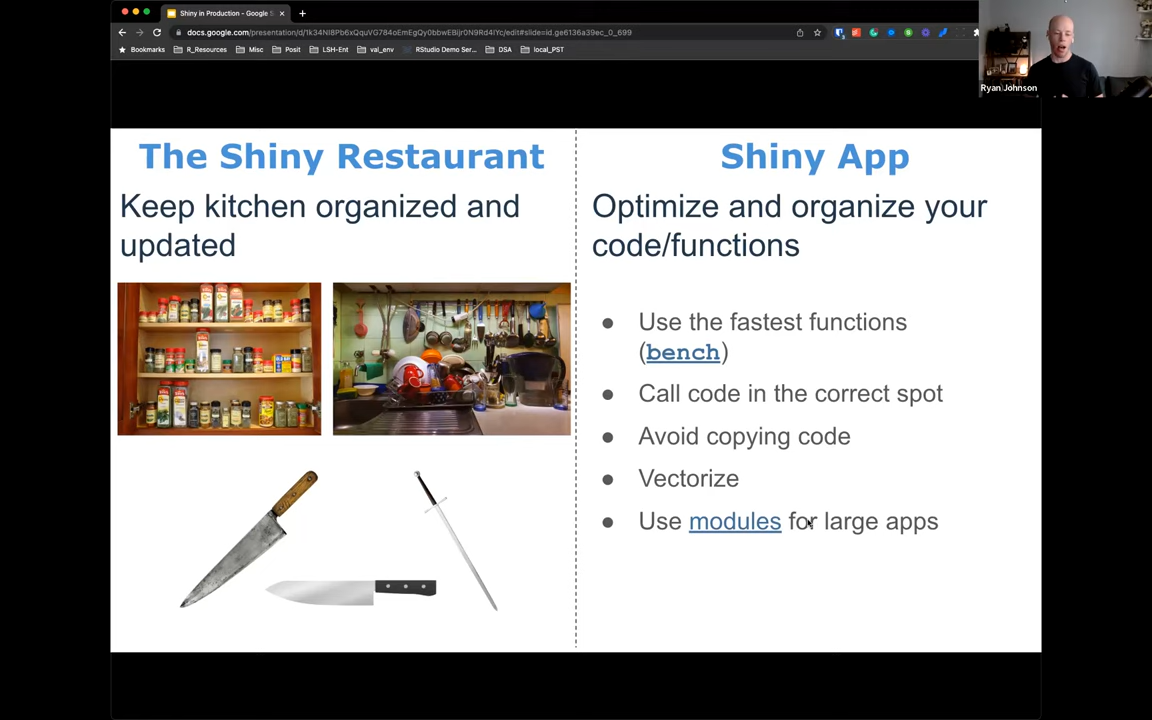 Shiny in Production - Google S
docs.google.com/presentation/d/1k34NI8Pb6xQquVG784oEmEgQy0bbwEBijr0N9Rd4IYc/edit#slide=id.ge6136a39ec_0_699
Bookmarks R_Resources Misc Posit LSH-Ent val_env RStudio Demo Ser... DSA local_PST
Ryan Johnson
The Shiny Restaurant
Keep kitchen organized and
updated
Shiny App
Optimize and organize your
code/functions
● Use the fastest functions
(bench)
● Call code in the correct spot
● Avoid copying code
● Vectorize
● Use modules for large apps